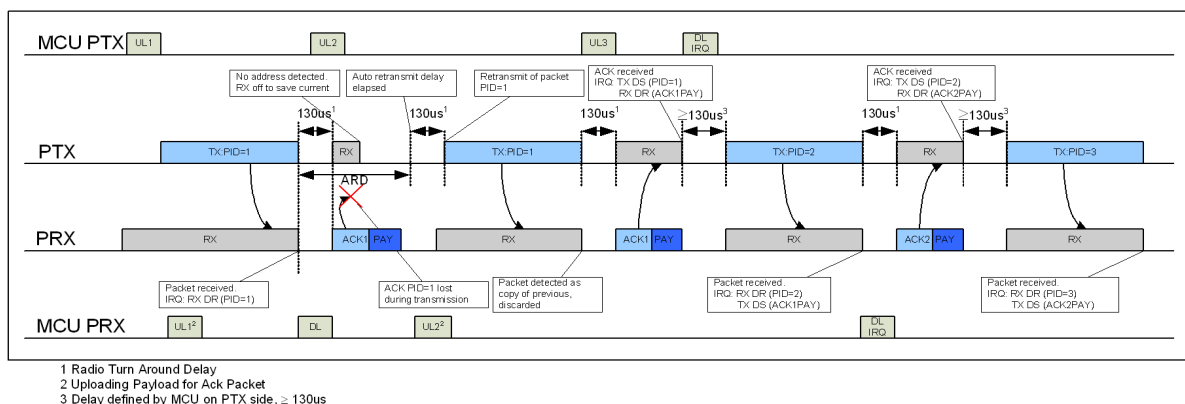 MCU PTX
UL1
UL2
UL3
DL
IRQ
No address detected.
RX off to save current
Auto retransmit delay
elapsed
Retransmit of packet
PID=1
ACK received
IRQ: TX DS (PID=1)
RX DR (ACK1PAY)
ACK received
IRQ: TX DS (PID=2)
RX DR (ACK2PAY)
130us1
130us1
130us1
≥130us3
130us1
≥130us3
PTX
TX:PID=1
RX
TX:PID=1
RX
TX:PID=2
RX
TX:PID=3
ARD
PRX
RX
ACK1
PAY
RX
ACK1
PAY
RX
ACK2
PAY
RX
Packet received.
IRQ: RX DR (PID=1)
ACK PID=1 lost
during transmission
Packet detected as
copy of previous,
discarded
Packet received.
IRQ: RX DR (PID=2)
TX DS (ACK1PAY)
Packet received.
IRQ: RX DR (PID=3)
TX DS (ACK2PAY)
MCU PRX
UL12
DL
UL22
DL
IRQ
1 Radio Turn Around Delay
2 Uploading Payload for Ack Packet
3 Delay defined by MCU on PTX side, ≥ 130us